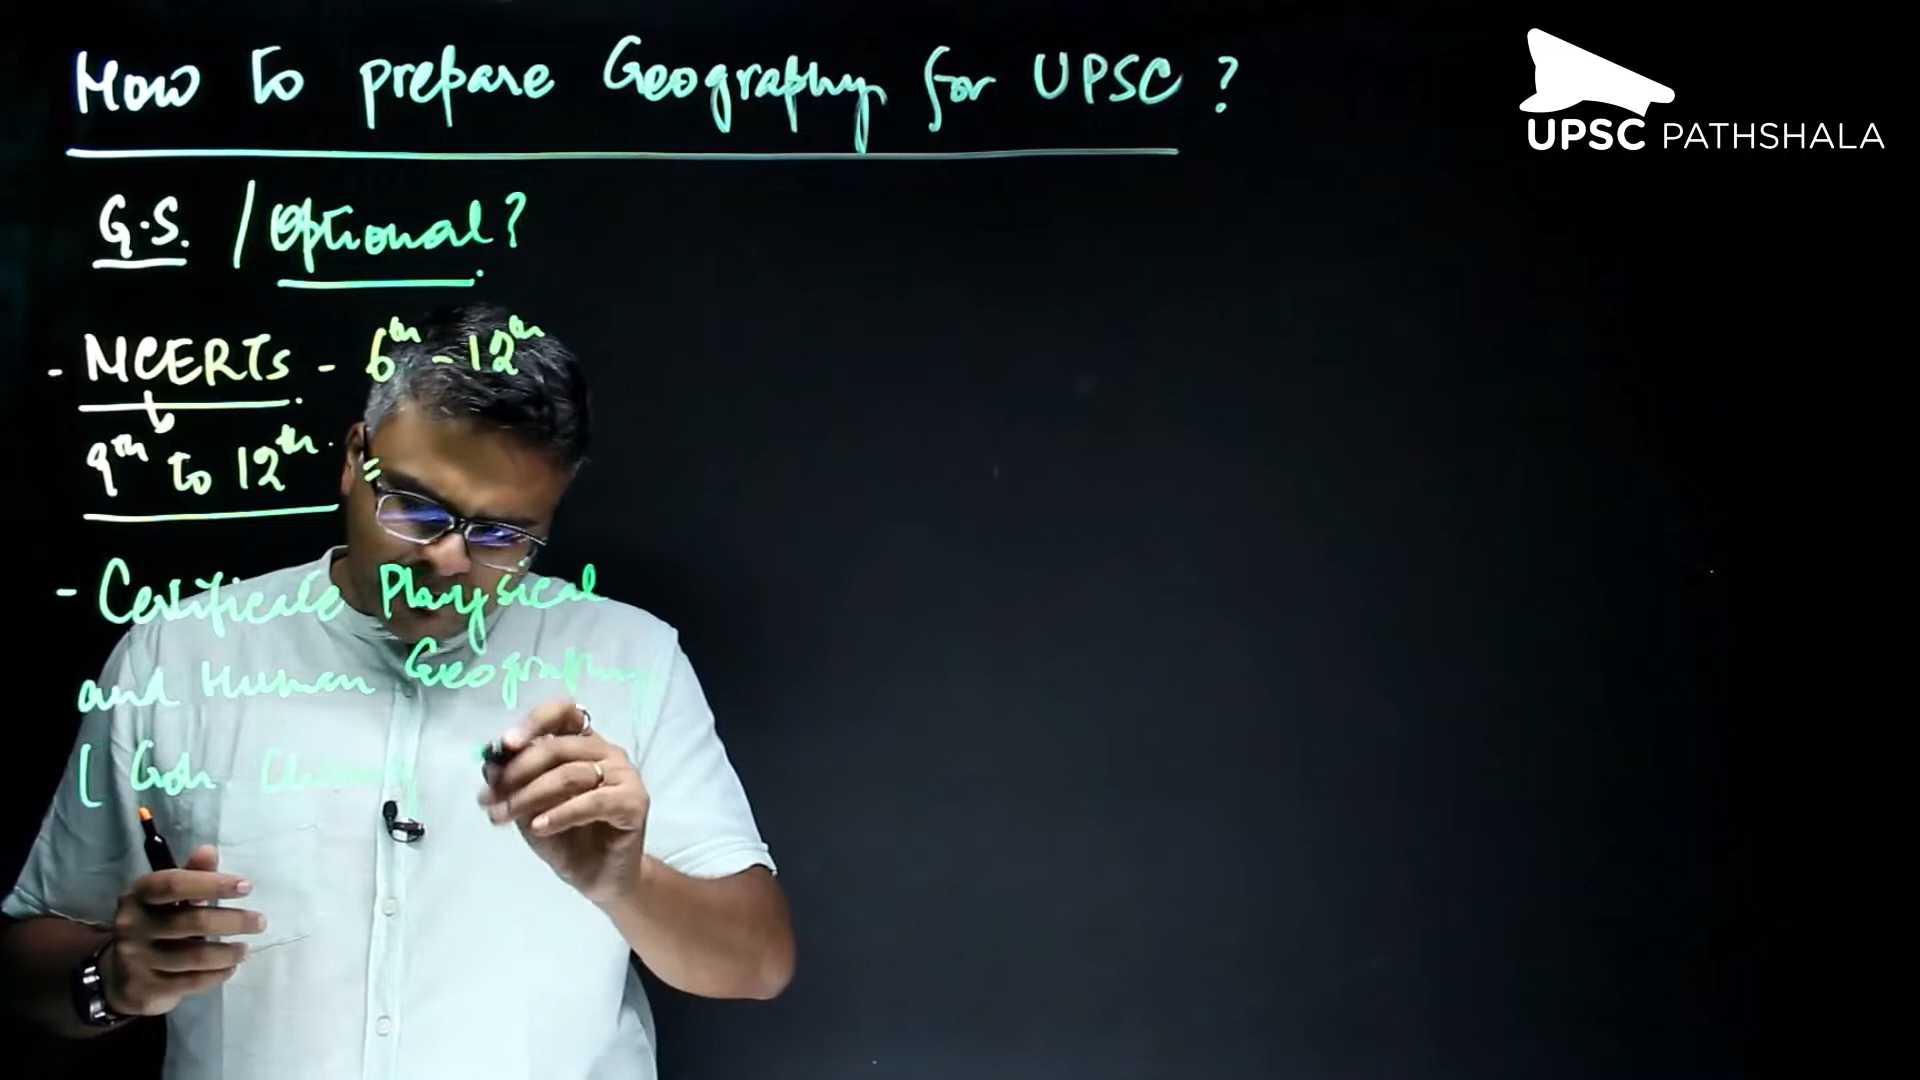 How to prepare Geography for UPSC ?
UPSC PATHSHALA
G.S. / Optional ?
- NCERTs - 6th - 12th
9th to 12th. =
- Certificate Physical
and Human Geography
( Goh Cheng